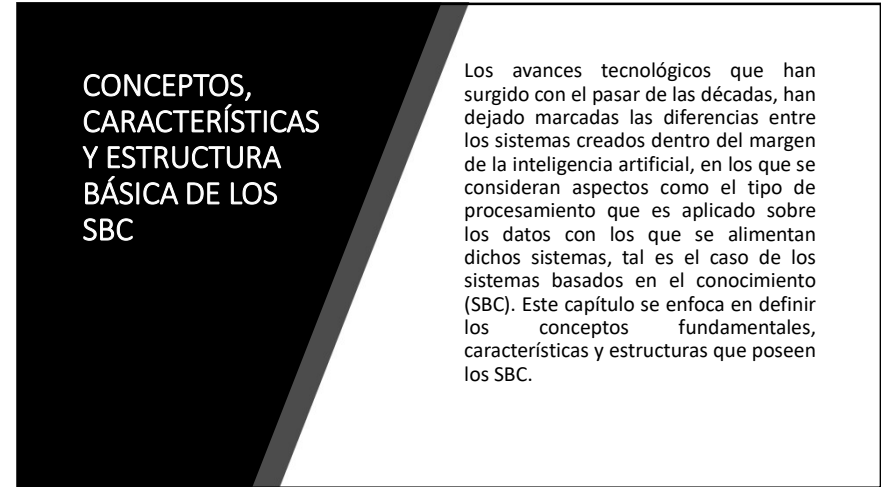 CONCEPTOS,
CARACTERÍSTICAS
Y ESTRUCTURA
BÁSICA DE LOS
SBC
Los avances tecnológicos que han
surgido con el pasar de las décadas, han
dejado marcadas las diferencias entre
los sistemas creados dentro del margen
de la inteligencia artificial, en los que se
consideran aspectos como el tipo de
procesamiento que es aplicado sobre
los datos con los que se alimentan
dichos sistemas, tal es el caso de los
sistemas basados en el conocimiento
(SBC). Este capítulo se enfoca en definir
los conceptos fundamentales,
características y estructuras que poseen
los SBC.